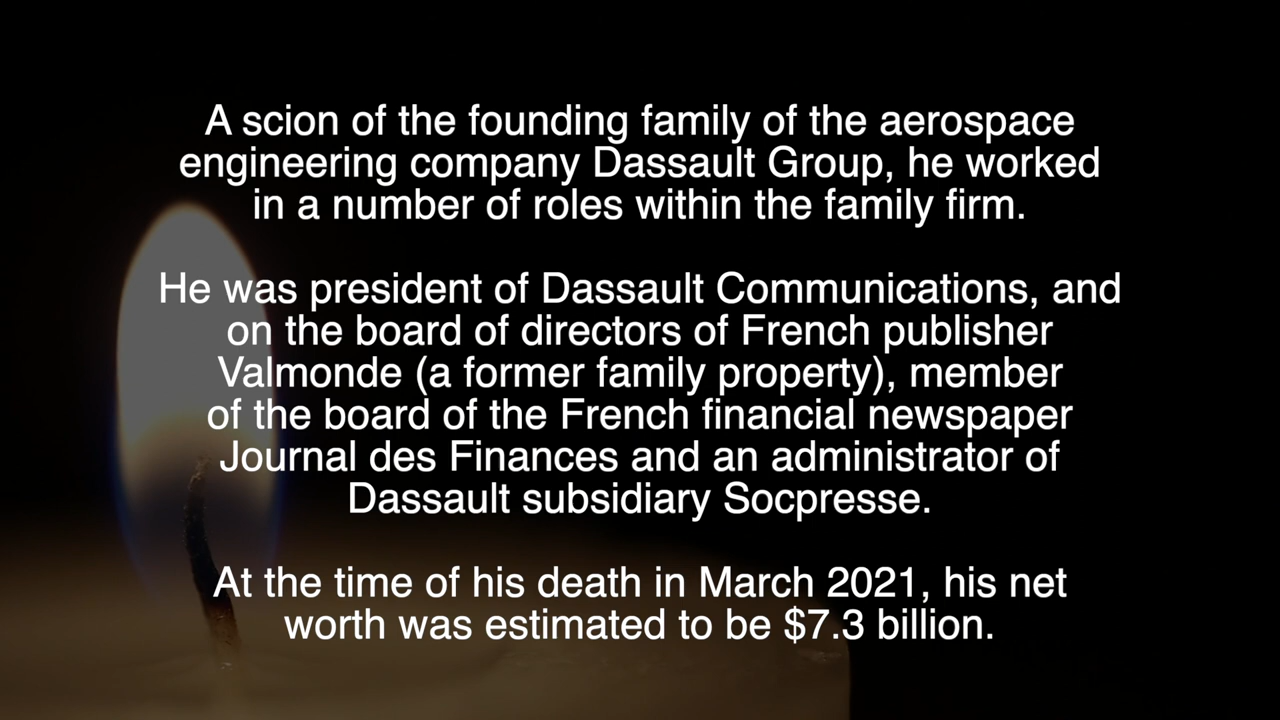 A scion of the founding family of the aerospace
engineering company Dassault Group, he worked
in a number of roles within the family firm.
He was president of Dassault Communications, and
on the board of directors of French publisher
Valmonde (a former family property), member
of the board of the French financial newspaper
Journal des Finances and an administrator of
Dassault subsidiary Socpresse.
At the time of his death in March 2021, his net
worth was estimated to be $7.3 billion.